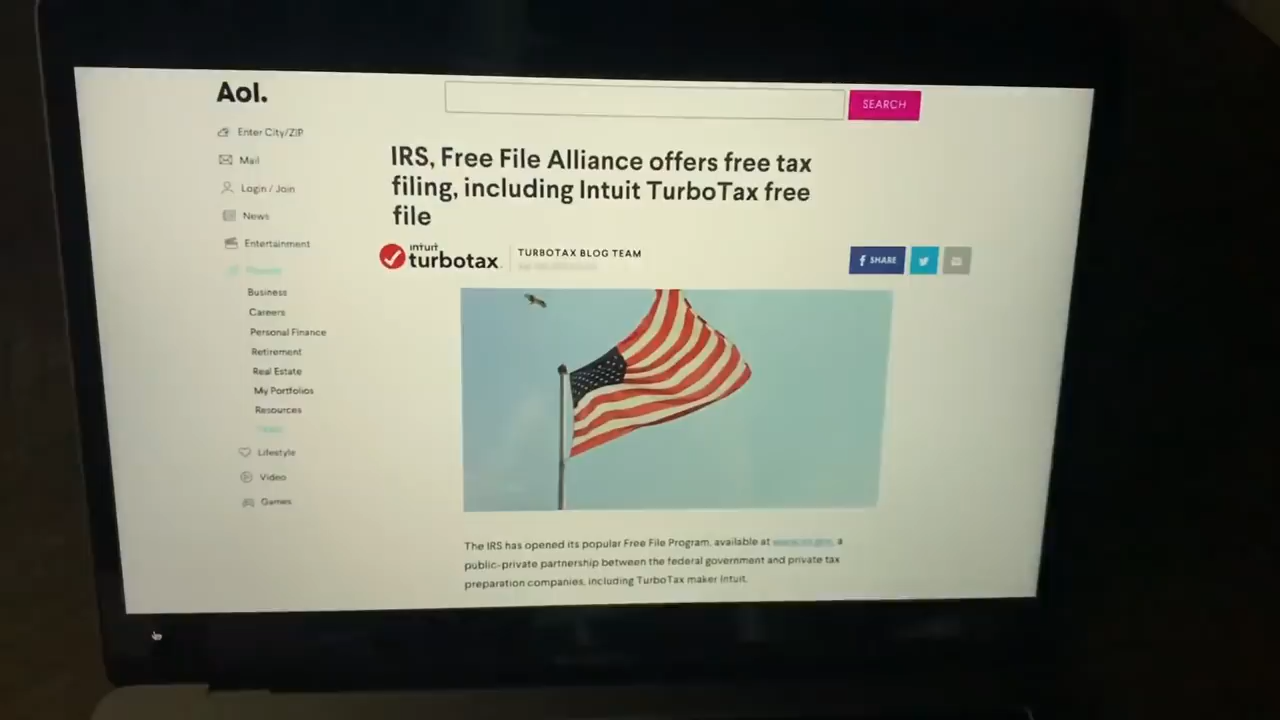 Aol.
SEARCH
Enter City/ZIP
Mail
Login / Join
News
Entertainment
Business
Careers
Personal Finance
Retirement
Real Estate
My Portfolios
Resources
Lifestyle
Video
Games
IRS, Free File Alliance offers free tax
filing, including Intuit TurboTax free
file
intuit
turbotax.
TURBOTAX BLOG TEAM
f SHARE
The IRS has opened its popular Free File Program, available at a
public-private partnership between the federal government and private tax
preparation companies, including TurboTax maker Intuit.